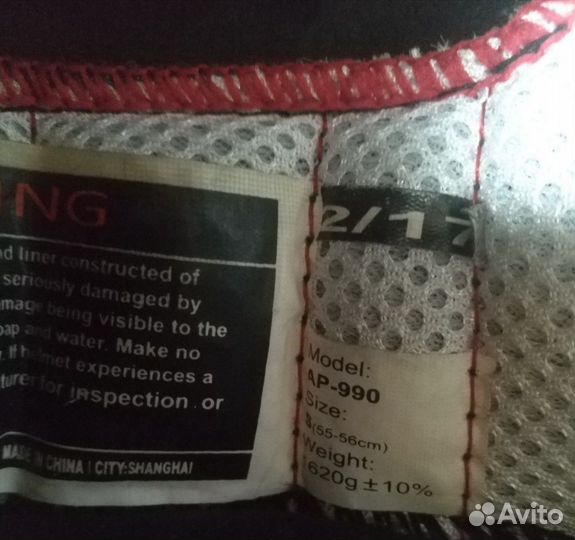 ING
nd liner constructed of
seriously damaged by
mage being visible to the
oap and water. Make no
. If helmet experiences a
turer for inspection or
MADE IN CHINA | CITY:SHANGHAI
2/17
Model:
AP-990
Size:
S(55-56cm)
Weight:
1620g±10%
Avito